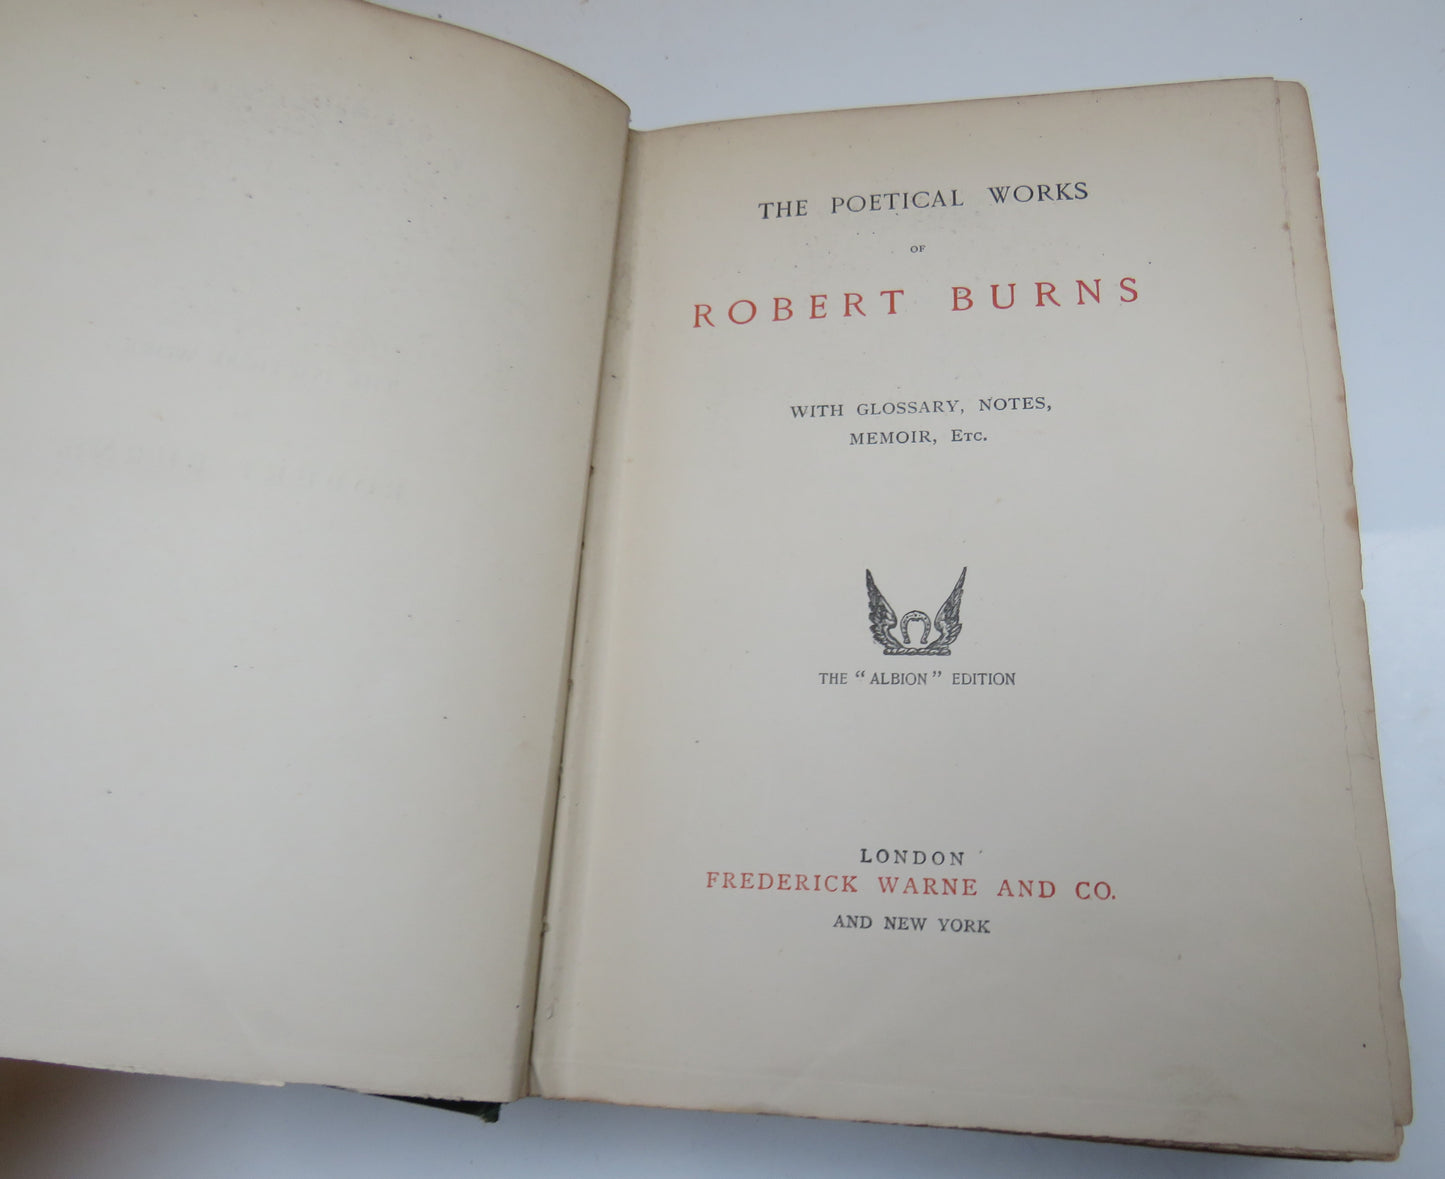 THE POETICAL WORKS
OF
ROBERT BURNS
WITH GLOSSARY, NOTES,
MEMOIR, ETC.
THE “ALBION” EDITION
LONDON
FREDERICK WARNE AND CO.
AND NEW YORK